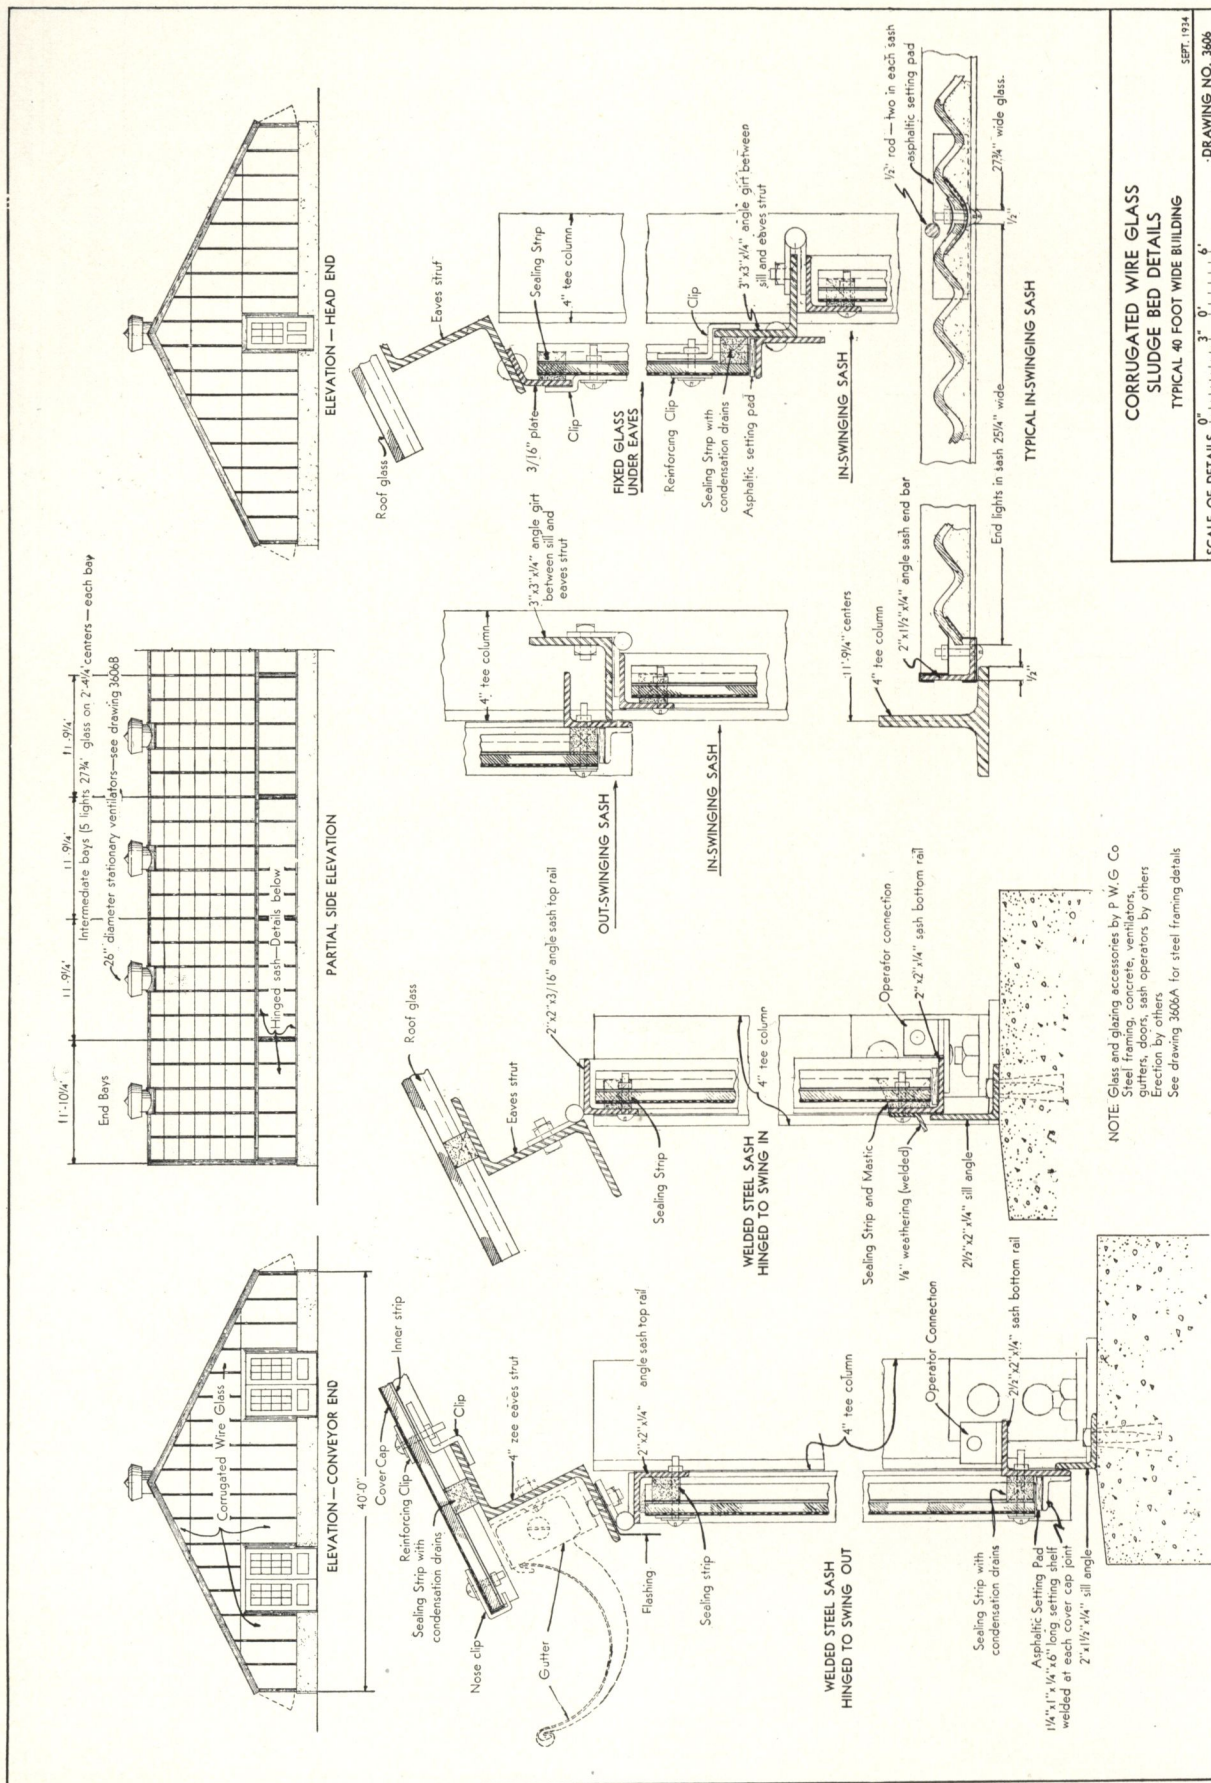 Corrugated Wire Glass
40'-0"
ELEVATION — CONVEYOR END
11'-10¼"
11'-9¼'
11'-9¼'
11'-9¼'
Intermediate bays (5 lights 27¾' glass on 2'-4¼' centers—each bay
26" diameter stationary ventilators—see drawing 3606B
End Bays
Hinged sash—Details below
PARTIAL SIDE ELEVATION
ELEVATION — HEAD END
Cover Cap
Inner strip
Reinforcing Clip
Sealing Strip with
condensation drains
Nose clip
Clip
4" zee eaves strut
Gutter
Flashing
2"x2"x¼" angle sash top rail
Sealing strip
4" tee column
WELDED STEEL SASH
HINGED TO SWING OUT
Operator Connection
2½"x2"x¼" sash bottom rail
Sealing Strip with
condensation drains
Asphaltic Setting Pad
1¼"x1"x¼"x6" long setting shelf
welded at each cover cap joint
2"x1½"x¼" sill angle
Roof glass
Eaves strut
2"x2"x3/16" angle sash top rail
Sealing Strip
WELDED STEEL SASH
HINGED TO SWING IN
4" tee column
Operator connection
2"x2"x¼" sash bottom rail
Sealing Strip and Mastic
⅛" weathering (welded)
2½"x2"x¼" sill angle
4" tee column
3"x3"x¼" angle girt
between sill and
eaves strut
OUT-SWINGING SASH
IN-SWINGING SASH
Roof glass
Eaves strut
3/16" plate
Sealing Strip
Clip
4" tee column
FIXED GLASS
UNDER EAVES
Reinforcing Clip
Clip
Sealing Strip with
condensation drains
Asphaltic setting pad
3"x3"x¼" angle girt between
sill and eaves strut
IN-SWINGING SASH
11'-9¼" centers
4" tee column
2"x1½"x¼" angle sash end bar
½"
End lights in sash 25¼" wide
½" rod—two in each sash
asphaltic setting pad
27¾" wide glass.
½"
TYPICAL IN-SWINGING SASH
NOTE: Glass and glazing accessories by P.W.G Co
Steel framing, concrete, ventilators,
gutters, doors, sash operators by others
Erection by others
See drawing 3606A for steel framing details
CORRUGATED WIRE GLASS
SLUDGE BED DETAILS
TYPICAL 40 FOOT WIDE BUILDING
SEPT. 1934
SCALE OF DETAILS 0" 3" 0' 6'
DRAWING NO. 3606